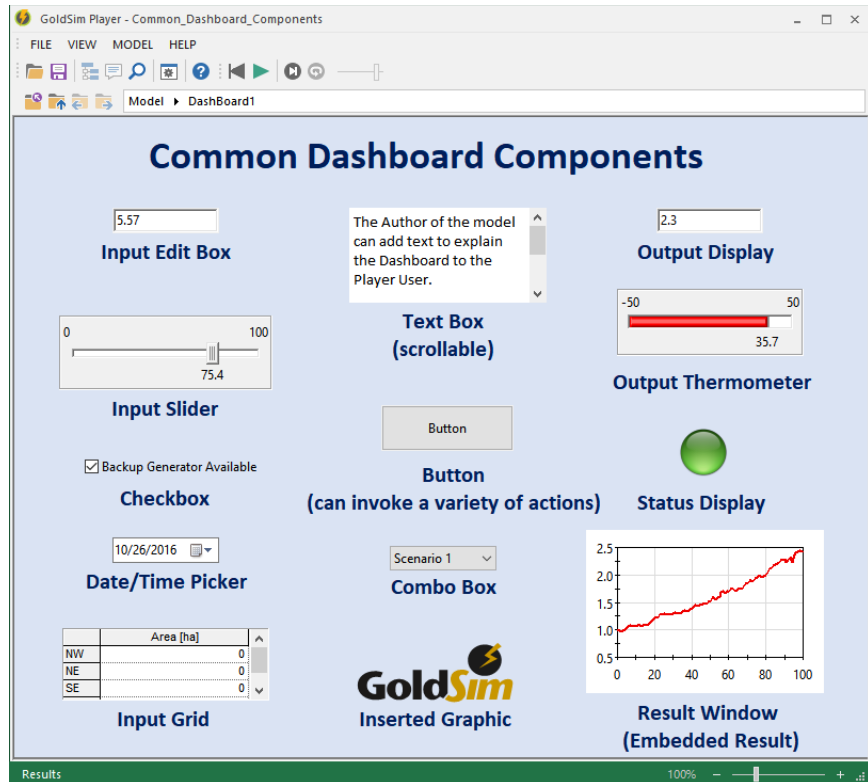 GoldSim Player - Common_Dashboard_Components
FILE VIEW MODEL HELP
Model DashBoard1
Common Dashboard Components
5.57
Input Edit Box
The Author of the model
can add text to explain
the Dashboard to the
Player User.
Text Box
(scrollable)
2.3
Output Display
-50 50
35.7
Output Thermometer
0 100
75.4
Input Slider
Button
Button
(can invoke a variety of actions)
Status Display
Backup Generator Available
Checkbox
10/26/2016
Date/Time Picker
Scenario 1
Combo Box
2.5
2.0
1.5
1.0
0.5
0 20 40 60 80 100
Result Window
(Embedded Result)
Area [ha]
NW 0
NE 0
SE 0
Input Grid
GoldSim
Inserted Graphic
Results 100%